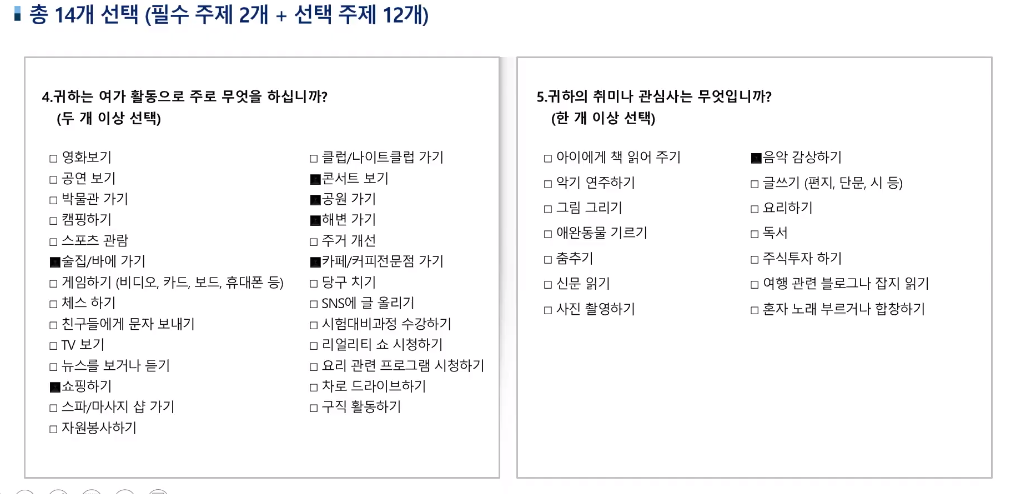 총 14개 선택 (필수 주제 2개 + 선택 주제 12개)
4.귀하는 여가 활동으로 주로 무엇을 하십니까?
(두 개 이상 선택)
□ 영화보기
□ 공연 보기
□ 박물관 가기
□ 캠핑하기
□ 스포츠 관람
■술집/바에 가기
□ 게임하기 (비디오, 카드, 보드, 휴대폰 등)
□ 체스 하기
□ 친구들에게 문자 보내기
□ TV 보기
□ 뉴스를 보거나 듣기
■쇼핑하기
□ 스파/마사지 샵 가기
□ 자원봉사하기
□ 클럽/나이트클럽 가기
■콘서트 보기
■공원 가기
■해변 가기
□ 주거 개선
■카페/커피전문점 가기
□ 당구 치기
□ SNS에 글 올리기
□ 시험대비과정 수강하기
□ 리얼리티 쇼 시청하기
□ 요리 관련 프로그램 시청하기
□ 차로 드라이브하기
□ 구직 활동하기
5.귀하의 취미나 관심사는 무엇입니까?
(한 개 이상 선택)
□ 아이에게 책 읽어 주기
□ 악기 연주하기
□ 그림 그리기
□ 애완동물 기르기
□ 춤추기
□ 신문 읽기
□ 사진 촬영하기
■음악 감상하기
□ 글쓰기 (편지, 단문, 시 등)
□ 요리하기
□ 독서
□ 주식투자 하기
□ 여행 관련 블로그나 잡지 읽기
□ 혼자 노래 부르거나 합창하기